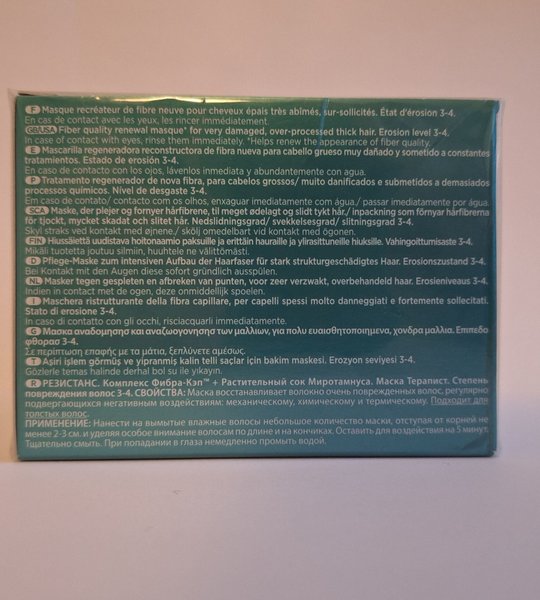 F Masque recréateur de fibre neuve pour cheveux épais très abîmés, sur-sollicités. État d'érosion 3-4.
En cas de contact avec les yeux, les rincer immédiatement.
GB/USA Fiber quality renewal masque* for very damaged, over-processed thick hair. Erosion level 3-4.
In case of contact with eyes, rinse them immediately. *Helps renew the appearance of fiber quality.
E Mascarilla regeneradora reconstructora de fibra nueva para cabello grueso muy dañado y sometido a constantes
tratamientos. Estado de erosión 3-4.
En caso de contacto con los ojos, lávenlos inmediata y abundantemente con agua.
P Tratamento regenerador de nova fibra, para cabelos grossos/ muito danificados e submetidos a demasiados
processos químicos. Nível de desgaste 3-4.
Em caso de contato/ contacto com os olhos, enxaguar imediatamente com água./ passar imediatamente por água.
SCA Maske, der plejer og fornyer hårfibrene, til meget ødelagt og slidt tykt hår./ inpackning som förnyar hårfibrerna
för tjockt, mycket skadat och slitet hår. Nedslidningsgrad/ svekkelsesgrad/ slitningsgrad 3-4.
Skyl straks ved kontakt med øjnene./ skölj omedelbart vid kontakt med ögonen.
FIN Hiussäiettä uudistava hoitonaamio paksuille ja erittäin hauraille ja ylirasittuneille hiuksille. Vahingoittumisaste 3-4.
Mikäli tuotetta joutuu silmiin, huuhtele ne välittömästi.
D Pflege-Maske zum intensiven Aufbau der Haarfaser für stark strukturgeschädigtes Haar. Erosionszustand 3-4.
Bei Kontakt mit den Augen diese sofort gründlich ausspülen.
NL Masker tegen gespleten en afbreken van punten, voor zeer verzwakt, overbehandeld haar. Erosieniveaus 3-4.
Indien in contact met de ogen, deze onmiddellijk spoelen.
I Maschera ristrutturante della fibra capillare, per capelli spessi molto danneggiati e fortemente sollecitati.
Stato di erosione 3-4.
In caso di contatto con gli occhi, risciacquarli immediatamente.
G Μασκα αναδομησησ και αναζωογονησησ των μαλλιων, για πολυ ευαισθητοποιημενα, χονδρα μαλλια. Επιπεδο
φθορασ 3-4.
Σε περίπτωση επαφής με τα μάτια, ξεπλύνετε αμέσως.
T Aşiri işlem görmüş ve yipranmiş kalin telli saçlar için bakim maskesi. Erozyon seviyesi 3-4.
Gözlerle temas halinde derhal bol su ile yıkayın.
R РЕЗИСТАНС. Комплекс Фибра-Кэп™ + Растительный сок Миротамнуса. Маска Терапист. Степень
повреждения волос 3-4. СВОЙСТВА: Маска восстанавливает волокно очень поврежденных волос, регулярно
подвергающихся негативным воздействиям: механическому, химическому и термическому. Подходит для
толстых волос.
ПРИМЕНЕНИЕ: Нанести на вымытые влажные волосы небольшое количество маски, отступая от корней не
менее 2-3 см. и уделяя особое внимание волосам по длине и на кончиках. Оставить для воздействия на 5 минут.
Тщательно смыть. При попадании в глаза немедленно промыть водой.